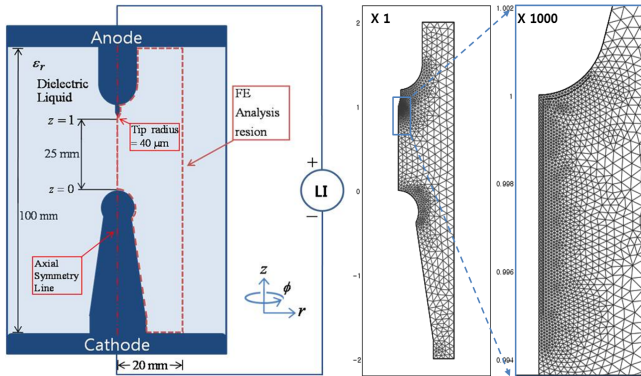 Anode
εr
Dielectric
Liquid
z = 1
Tip radius
= 40 μm
25 mm
z = 0
100 mm
Axial
Symmetry
Line
Cathode
20 mm
FE
Analysis
resion
+
LI
−
z
ϕ
r
X 1
2
1
0
-1
-2
X 1000
1.002
1
0.998
0.996
0.994